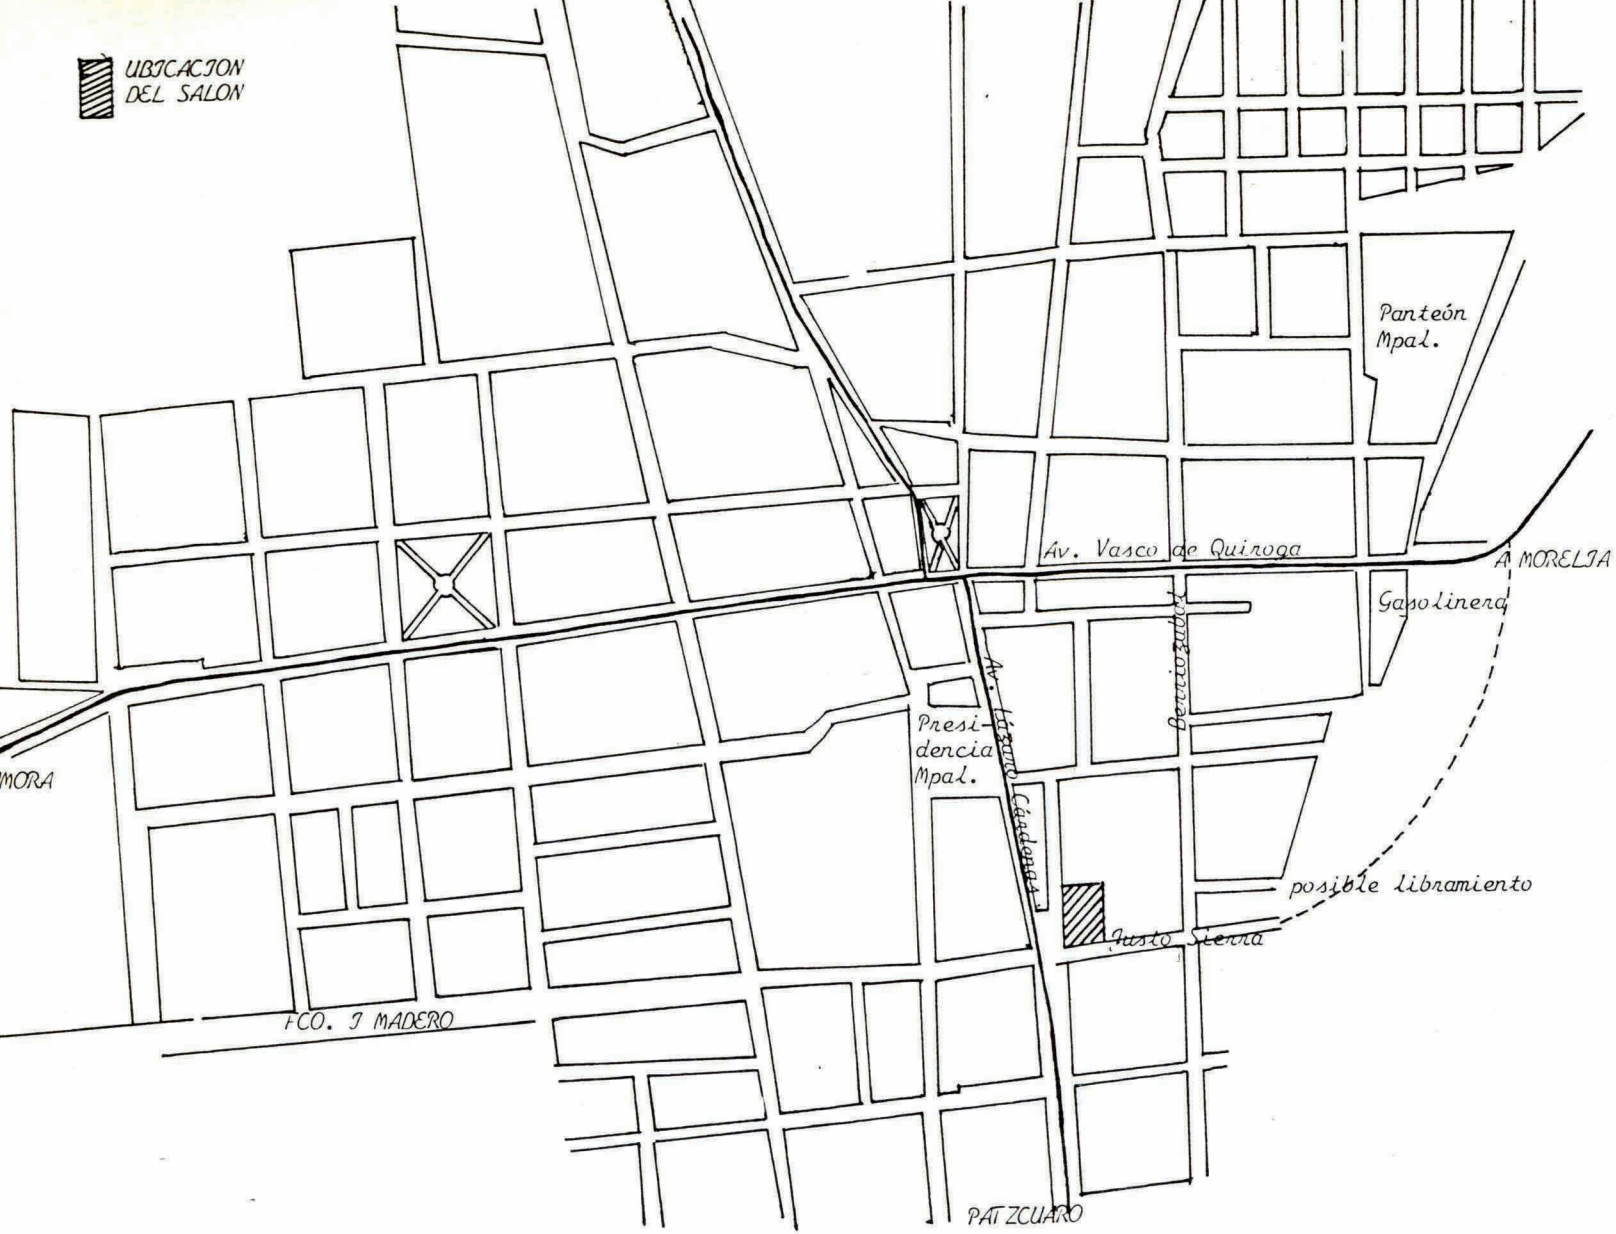 UBICACION
DEL SALON
Panteón
Mpal.
Av. Vasco de Quiroga
A MORELIA
Gasolinera
Berriozabal
Av. Lázaro Cárdenas.
Presi-
dencia
Mpal.
MORA
posible libramiento
Justo Sierra
FCO. I MADERO
PATZCUARO